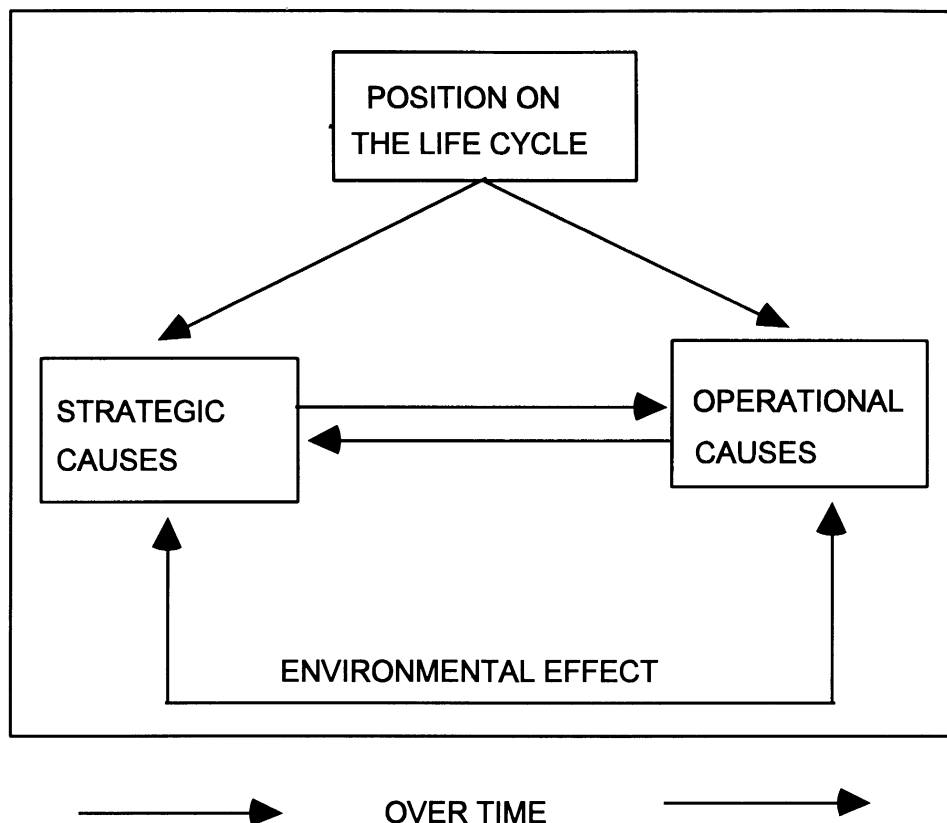 POSITION ON
THE LIFE CYCLE
STRATEGIC
CAUSES
OPERATIONAL
CAUSES
ENVIRONMENTAL EFFECT
OVER TIME